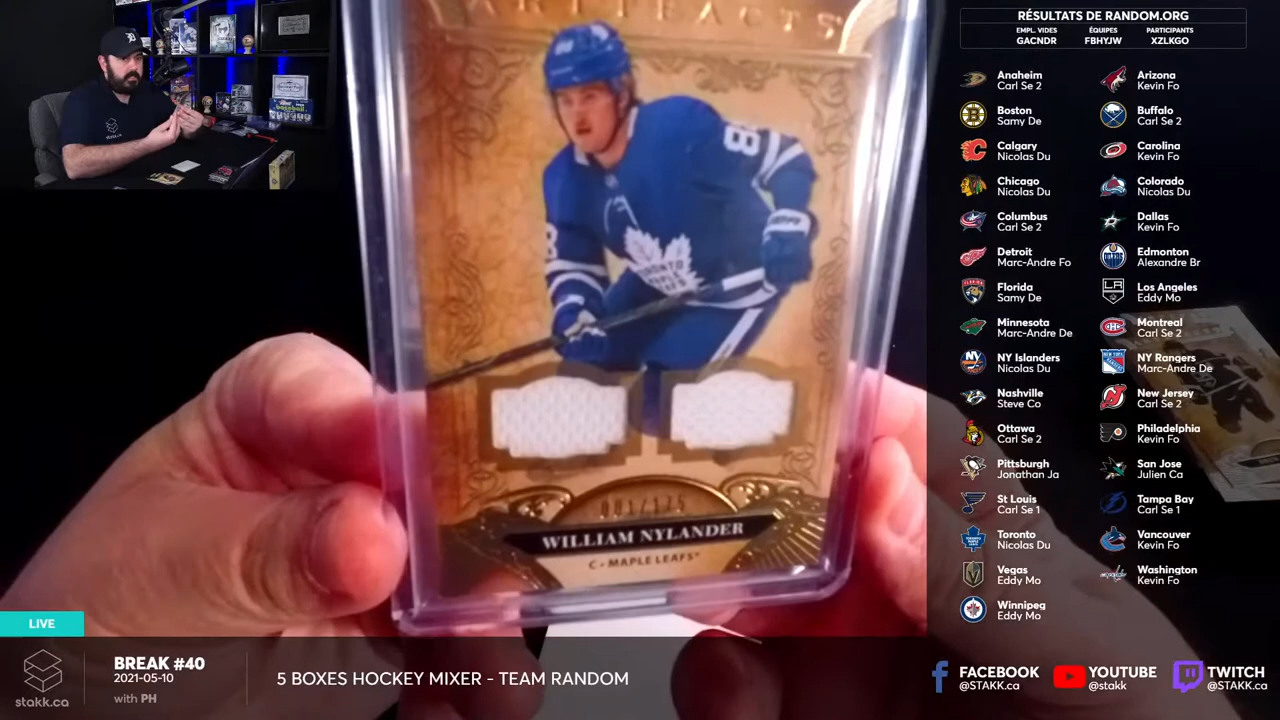 ARTIFACTS
88
8
TORONTO
MAPLE
LEAFS
001/175
WILLIAM NYLANDER
C - MAPLE LEAFS
RÉSULTATS DE RANDOM.ORG
EMPL. VIDES ÉQUIPES PARTICIPANTS
GACNDR FBHYJW XZLKGO
Anaheim
Carl Se 2
Arizona
Kevin Fo
Boston
Samy De
Buffalo
Carl Se 2
Calgary
Nicolas Du
Carolina
Kevin Fo
Chicago
Nicolas Du
Colorado
Nicolas Du
Columbus
Carl Se 2
Dallas
Kevin Fo
Detroit
Marc-Andre Fo
Edmonton
Alexandre Br
Florida
Samy De
Los Angeles
Eddy Mo
Minnesota
Marc-Andre De
Montreal
Carl Se 2
NY Islanders
Nicolas Du
NY Rangers
Marc-Andre De
Nashville
Steve Co
New Jersey
Carl Se 2
Ottawa
Carl Se 2
Philadelphia
Kevin Fo
Pittsburgh
Jonathan Ja
San Jose
Julien Ca
St Louis
Carl Se 1
Tampa Bay
Carl Se 1
Toronto
Nicolas Du
Vancouver
Kevin Fo
Vegas
Eddy Mo
Washington
Kevin Fo
Winnipeg
Eddy Mo
LIVE
stakk.ca
BREAK #40
2021-05-10
with PH
5 BOXES HOCKEY MIXER - TEAM RANDOM
FACEBOOK
@STAKK.ca
YOUTUBE
@stakk
TWITCH
@STAKK.ca